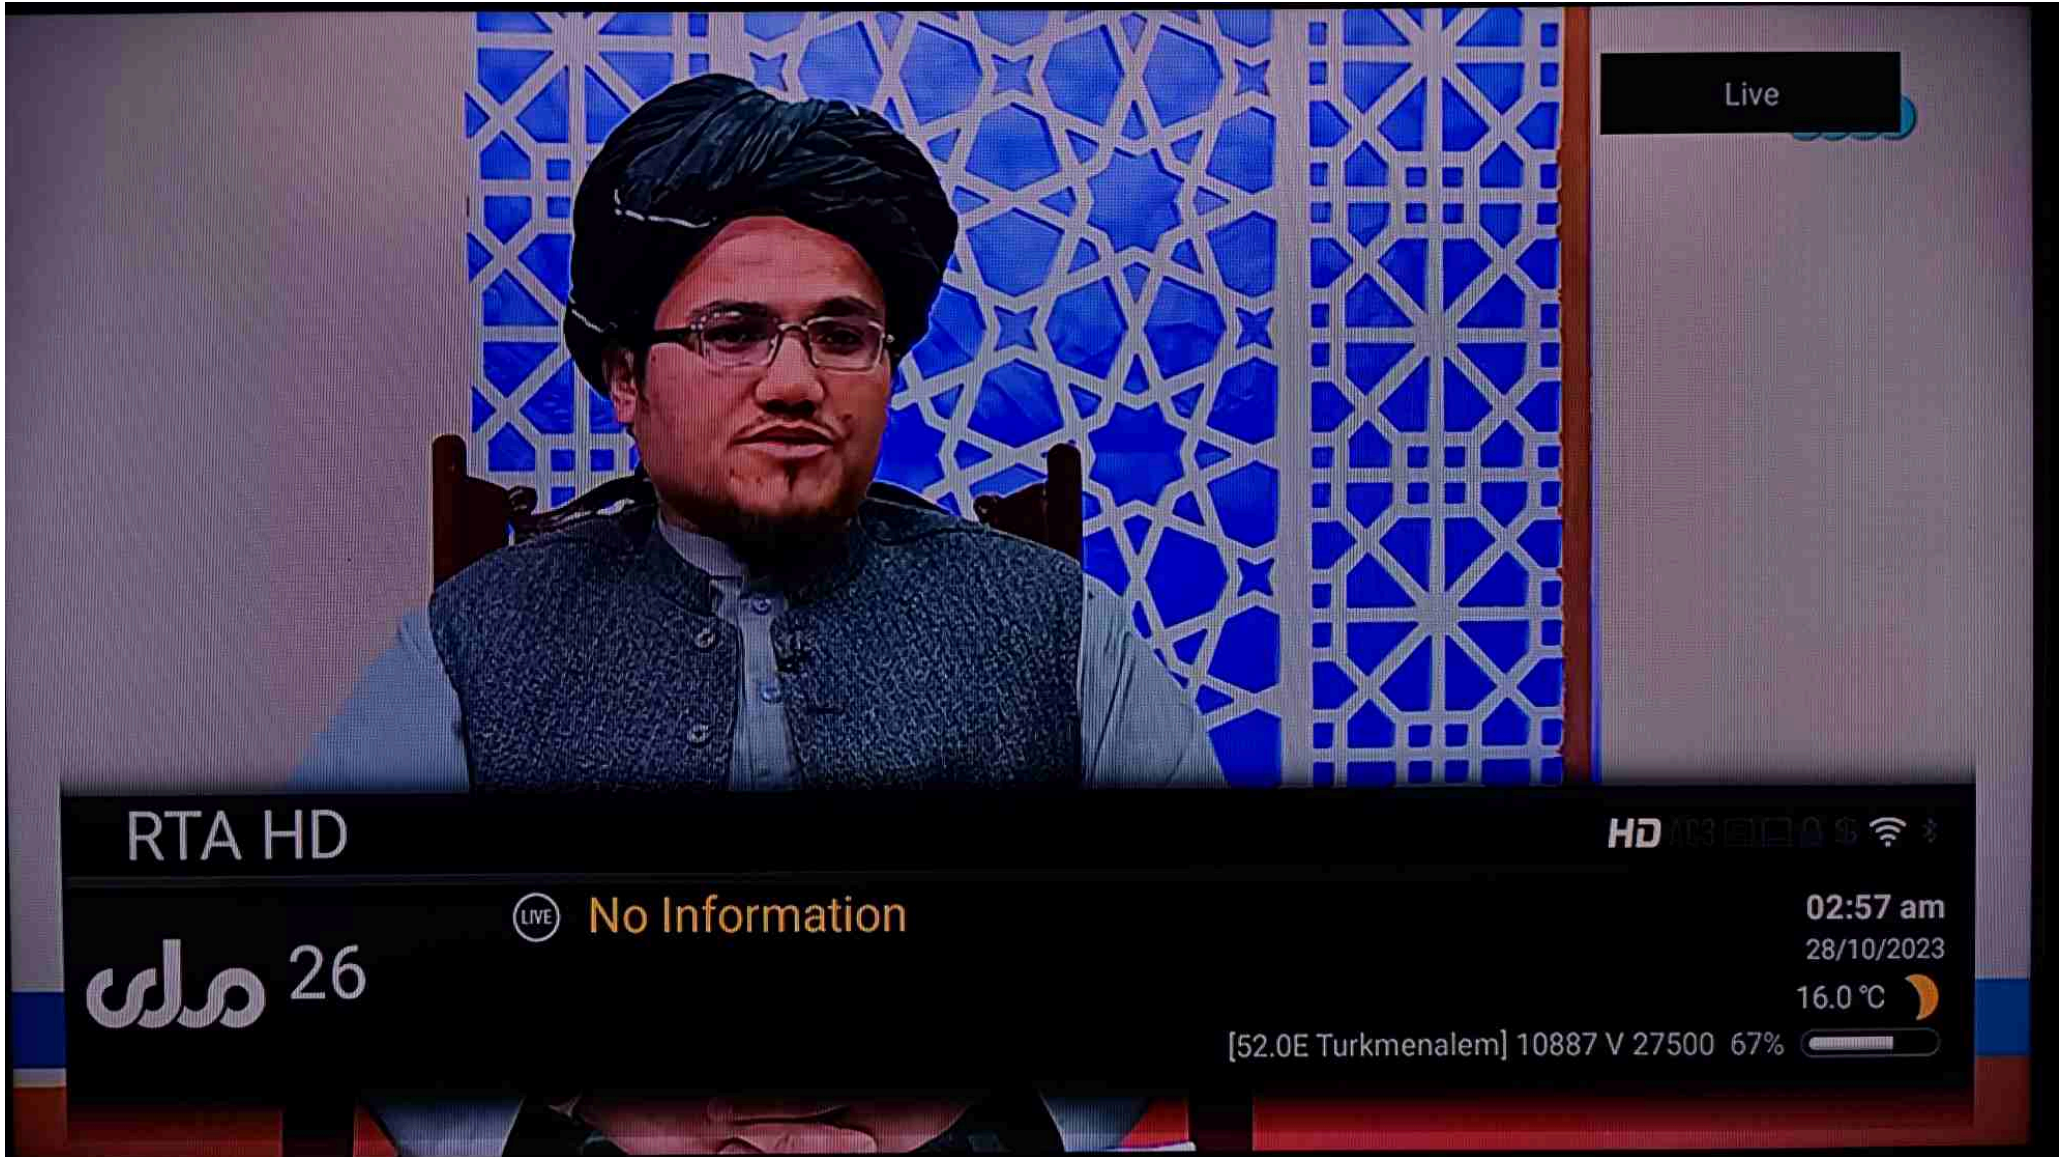 Live
RTA HD
HD
LIVE No Information
02:57 am
ملی 26
28/10/2023
16.0 °C
[52.0E Turkmenalem] 10887 V 27500 67%